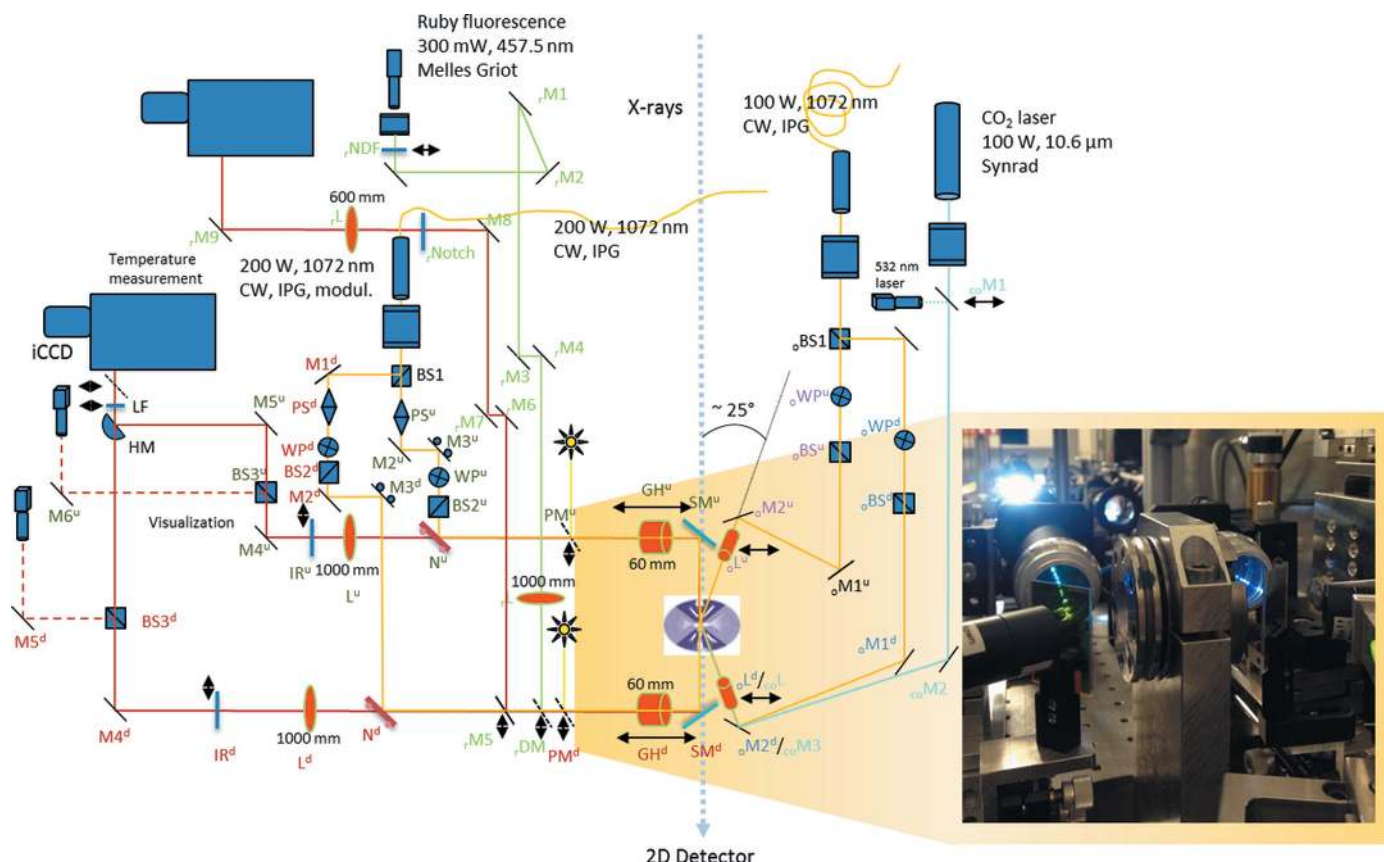 Ruby fluorescence
300 mW, 457.5 nm
Melles Griot
rM1
X-rays
100 W, 1072 nm
CW, IPG
CO2 laser
100 W, 10.6 µm
Synrad
rNDF
rM2
600 mm
rL
rM9
rNotch
rM8
200 W, 1072 nm
CW, IPG
Temperature
measurement
200 W, 1072 nm
CW, IPG, modul.
532 nm
laser
coM1
iCCD
M1d
BS1
rM3
rM4
oBS1
LF
HM
M5u
PSd
PSu
rM7
rM6
~ 25°
oWPu
oWPd
WPd
M3u
M2u
WPu
BS3u
BS2d
M2d
M3d
BS2u
oBSu
oBSd
M6u
Visualization
M4u
IRu
1000 mm
Lu
Nu
PMu
GHu
SMu
60 mm
oM2u
oLu
oM1u
1000 mm
rL
M5d
BS3d
oM1d
coM2
60 mm
oLd/coL
M4d
IRd
1000 mm
Ld
Nd
rM5
rDM
PMd
GHd
SMd
oM2d/coM3
2D Detector